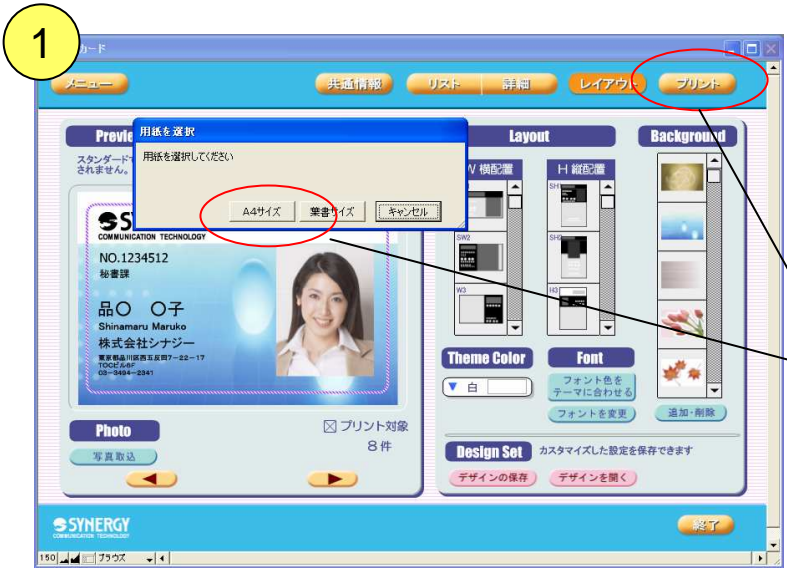 1
カード
メニュー
共通情報
リスト
詳細
レイアウト
プリント
用紙を選択
用紙を選択してください
A4サイズ
葉書サイズ
キャンセル
スタンダードで
されません。
COMMUNICATION TECHNOLOGY
NO.1234512
秘書課
品〇 〇子
Shinamaru Maruko
株式会社シナジー
東京都品川区西五反田7-22-17
TOCビル6F
03-3494-2341
Photo
写真取込
プリント対象
8件
Layout
W 横配置
H 縦配置
SH1
SW2
SH2
W3
H3
Background
Theme Color
白
Font
フォント色を
テーマに合わせる
フォントを変更
追加・削除
Design Set
カスタマイズした設定を保存できます
デザインの保存
デザインを開く
SYNERGY
COMMUNICATION TECHNOLOGY
終了
150
ブラウズ